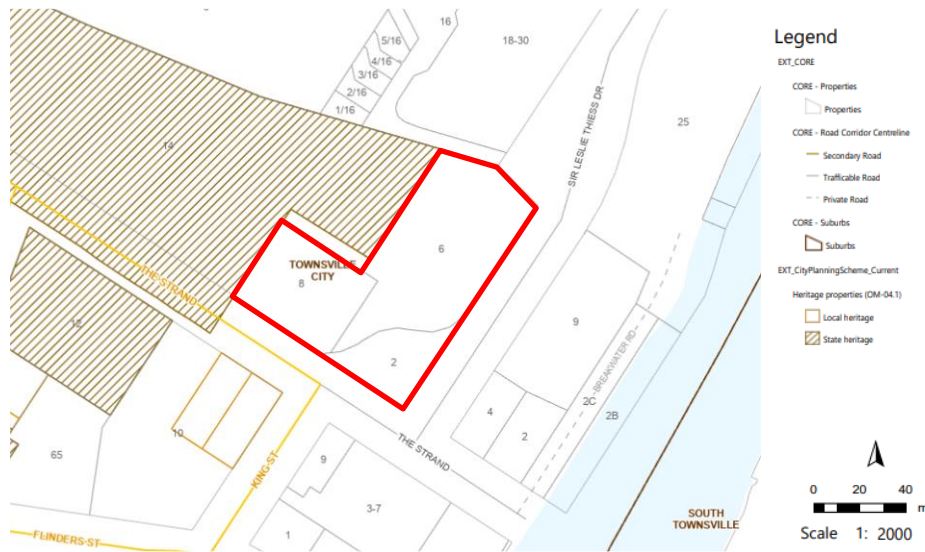 16
18-30
5/16
4/16
3/16
2/16
1/16
14
SIR LESLIE THIESS DR
25
6
TOWNSVILLE
CITY
8
THE STRAND
12
9
BREAKWATER RD
2
2C
2B
4
2
10
THE STRAND
KING ST
65
9
3-7
1
FLINDERS ST
SOUTH
TOWNSVILLE
Legend
EXT_CORE
CORE - Properties
Properties
CORE - Road Corridor Centreline
Secondary Road
Trafficable Road
Private Road
CORE - Suburbs
Suburbs
EXT_CityPlanningScheme_Current
Heritage properties (OM-04.1)
Local heritage
State heritage
0 20 40
m
Scale 1: 2000